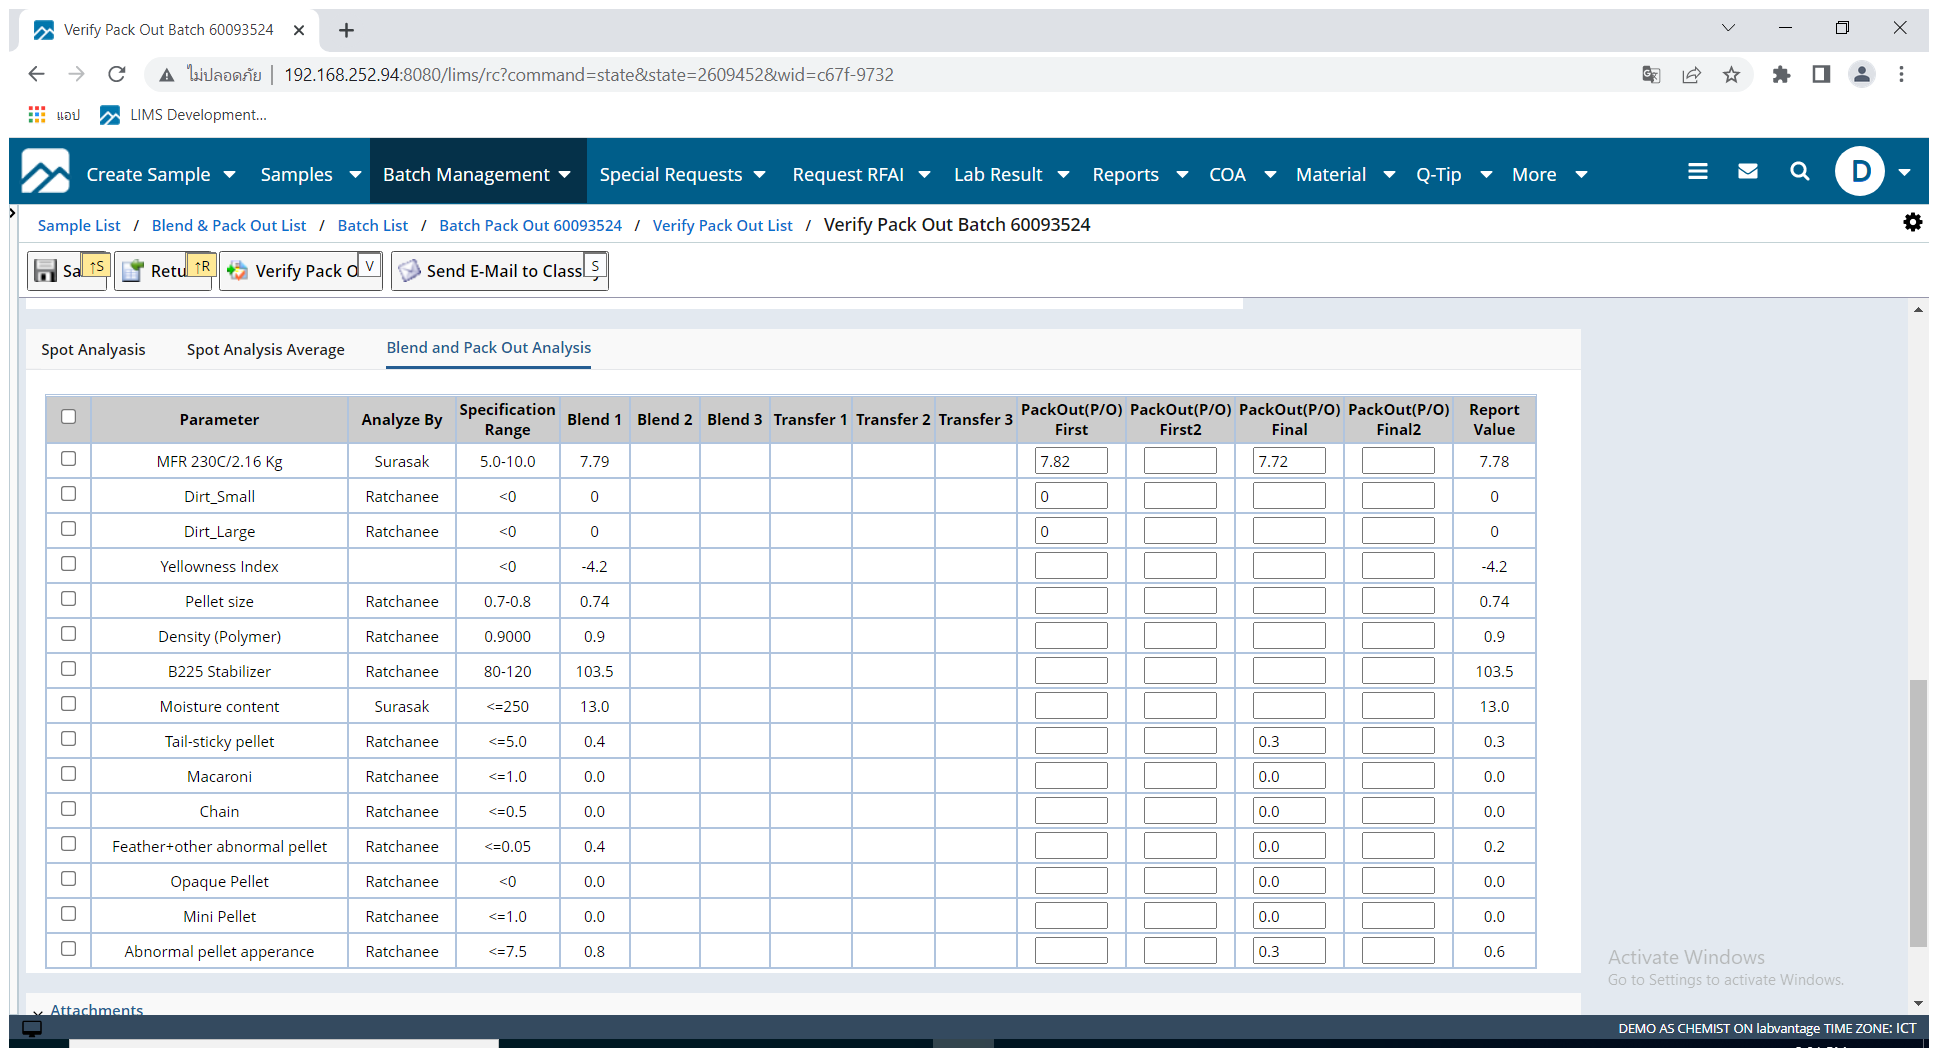 Verify Pack Out Batch 60093524
ไม่ปลอดภัย 192.168.252.94:8080/lims/rc?command=state&state=2609452&wid=c67f-9732
แอป LIMS Development...
Create Sample Samples Batch Management Special Requests Request RFAI Lab Result Reports COA Material Q-Tip More D
Sample List / Blend & Pack Out List / Batch List / Batch Pack Out 60093524 / Verify Pack Out List / Verify Pack Out Batch 60093524
Sa ↑S Retu ↑R Verify Pack O V Send E-Mail to Class S
Spot Analyasis Spot Analysis Average Blend and Pack Out Analysis
Parameter Analyze By Specification Range Blend 1 Blend 2 Blend 3 Transfer 1 Transfer 2 Transfer 3 PackOut(P/O) First PackOut(P/O) First2 PackOut(P/O) Final PackOut(P/O) Final2 Report Value
MFR 230C/2.16 Kg Surasak 5.0-10.0 7.79 7.82 7.72 7.78
Dirt_Small Ratchanee <0 0 0 0
Dirt_Large Ratchanee <0 0 0 0
Yellowness Index <0 -4.2 -4.2
Pellet size Ratchanee 0.7-0.8 0.74 0.74
Density (Polymer) Ratchanee 0.9000 0.9 0.9
B225 Stabilizer Ratchanee 80-120 103.5 103.5
Moisture content Surasak <=250 13.0 13.0
Tail-sticky pellet Ratchanee <=5.0 0.4 0.3 0.3
Macaroni Ratchanee <=1.0 0.0 0.0 0.0
Chain Ratchanee <=0.5 0.0 0.0 0.0
Feather+other abnormal pellet Ratchanee <=0.05 0.4 0.0 0.2
Opaque Pellet Ratchanee <0 0.0 0.0 0.0
Mini Pellet Ratchanee <=1.0 0.0 0.0 0.0
Abnormal pellet apperance Ratchanee <=7.5 0.8 0.3 0.6
Activate Windows
Go to Settings to activate Windows.
Attachments
DEMO AS CHEMIST ON labvantage TIME ZONE: ICT